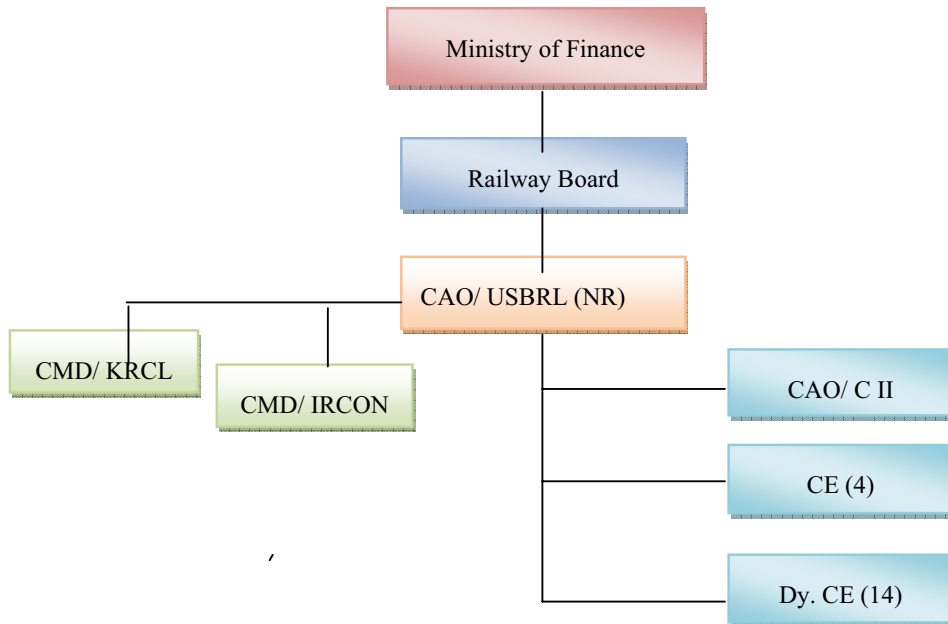 Ministry of Finance
Railway Board
CAO/ USBRL (NR)
CMD/ KRCL
CMD/ IRCON
CAO/ C II
CE (4)
Dy. CE (14)